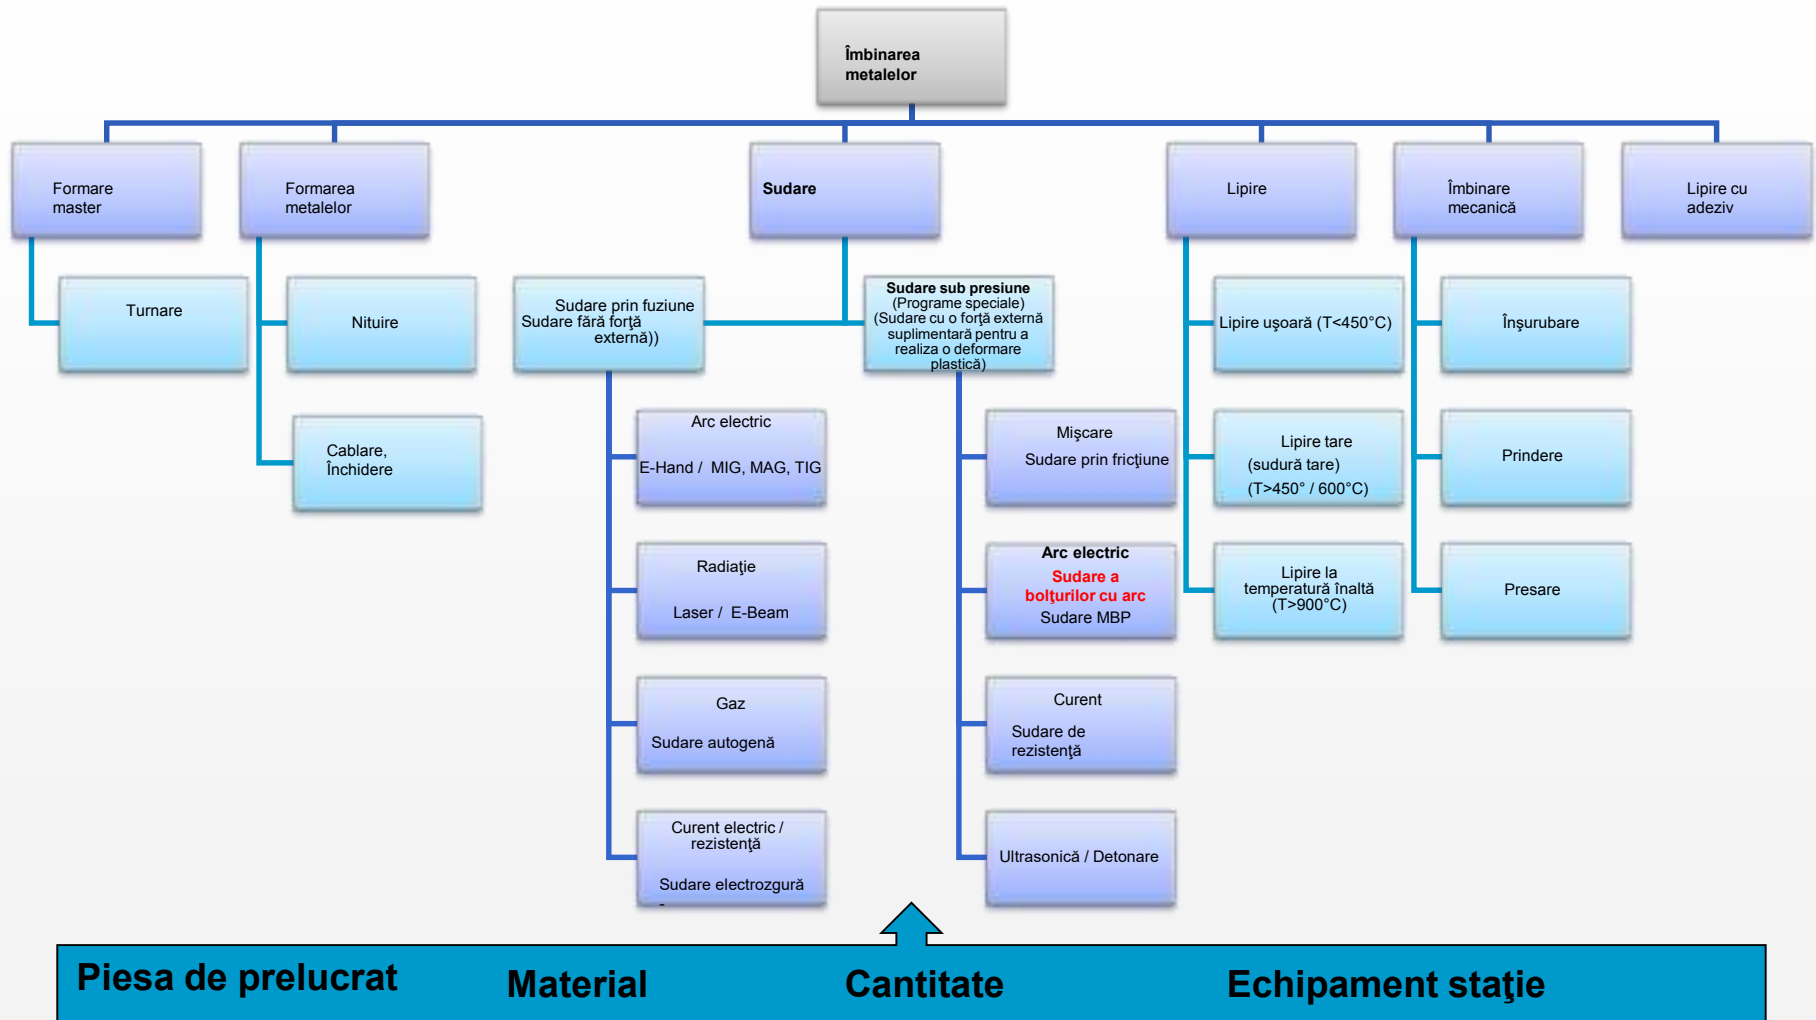 Îmbinarea
metalelor
Formare
master
Formarea
metalelor
Sudare
Lipire
Îmbinare
mecanică
Lipire cu
adeziv
Turnare
Nituire
Cablare,
Închidere
Sudare prin fuziune
Sudare fără forţă
externă))
Sudare sub presiune
(Programe speciale)
(Sudare cu o forţă externă
suplimentară pentru a
realiza o deformare
plastică)
Arc electric
E-Hand / MIG, MAG, TIG
Radiaţie
Laser / E-Beam
Gaz
Sudare autogenă
Curent electric /
rezistenţă
Sudare electrozgură
-
Mişcare
Sudare prin fricţiune
Arc electric
Sudare a
bolţurilor cu arc
Sudare MBP
Curent
Sudare de
rezistenţă
Ultrasonică / Detonare
Lipire uşoară (T<450°C)
Lipire tare
(sudură tare)
(T>450° / 600°C)
Lipire la
temperatură înaltă
(T>900°C)
Înşurubare
Prindere
Presare
Piesa de prelucrat
Material
Cantitate
Echipament staţie